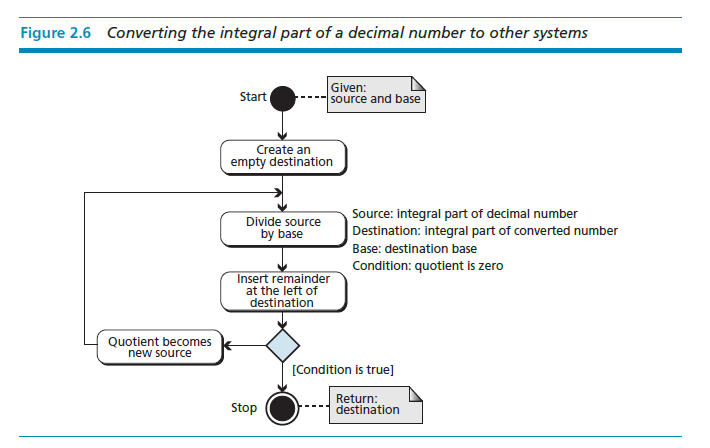 Figure 2.6 Converting the integral part of a decimal number to other systems
Start
Given:
source and base
Create an
empty destination
Divide source
by base
Source: integral part of decimal number
Destination: integral part of converted number
Base: destination base
Condition: quotient is zero
Insert remainder
at the left of
destination
Quotient becomes
new source
[Condition is true]
Stop
Return:
destination